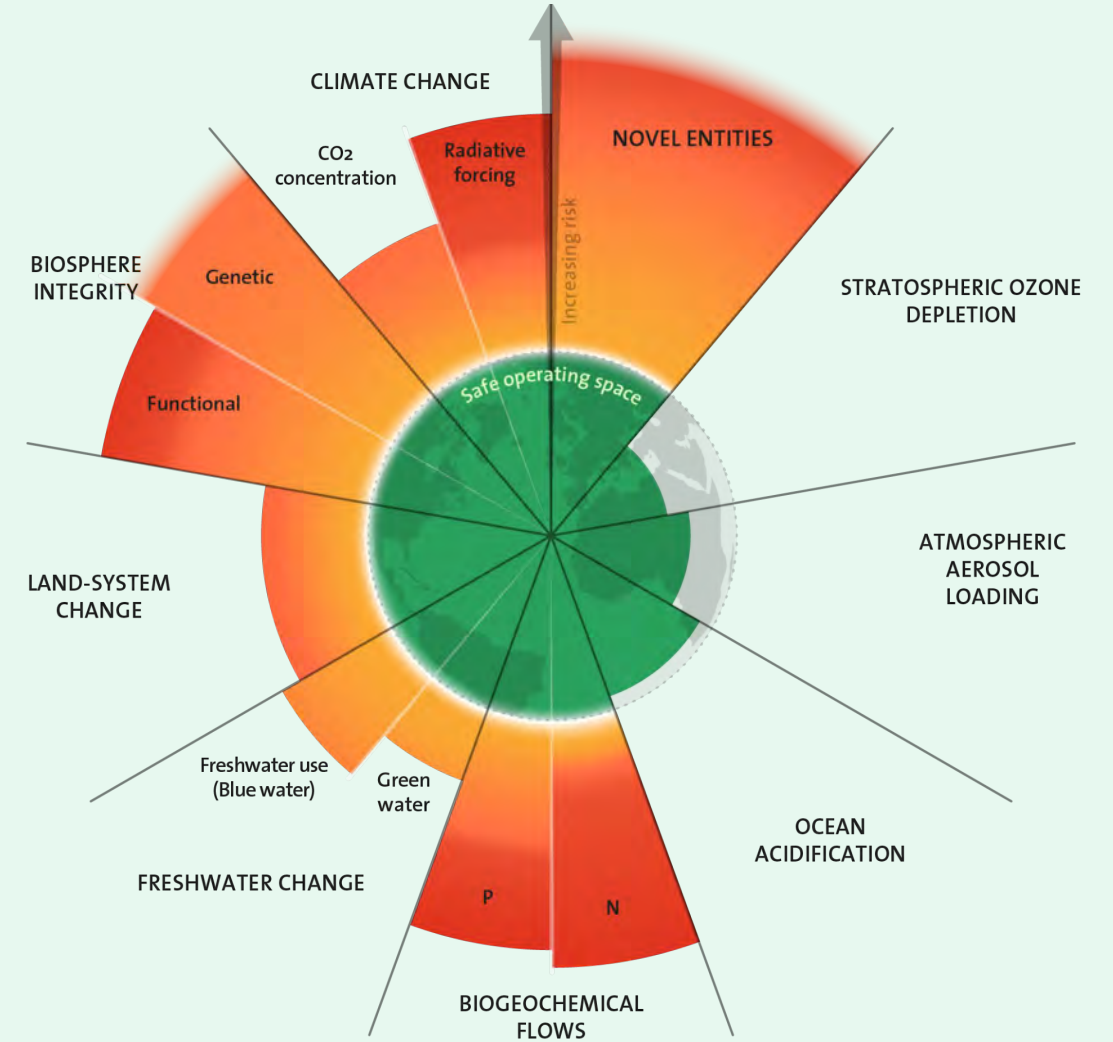 CLIMATE CHANGE
CO2
concentration
Radiative
forcing
NOVEL ENTITIES
Increasing risk
BIOSPHERE
INTEGRITY
Genetic
Functional
STRATOSPHERIC OZONE
DEPLETION
Safe operating space
ATMOSPHERIC
AEROSOL
LOADING
LAND-SYSTEM
CHANGE
Freshwater use
(Blue water)
Green
water
FRESHWATER CHANGE
OCEAN
ACIDIFICATION
P
N
BIOGEOCHEMICAL
FLOWS